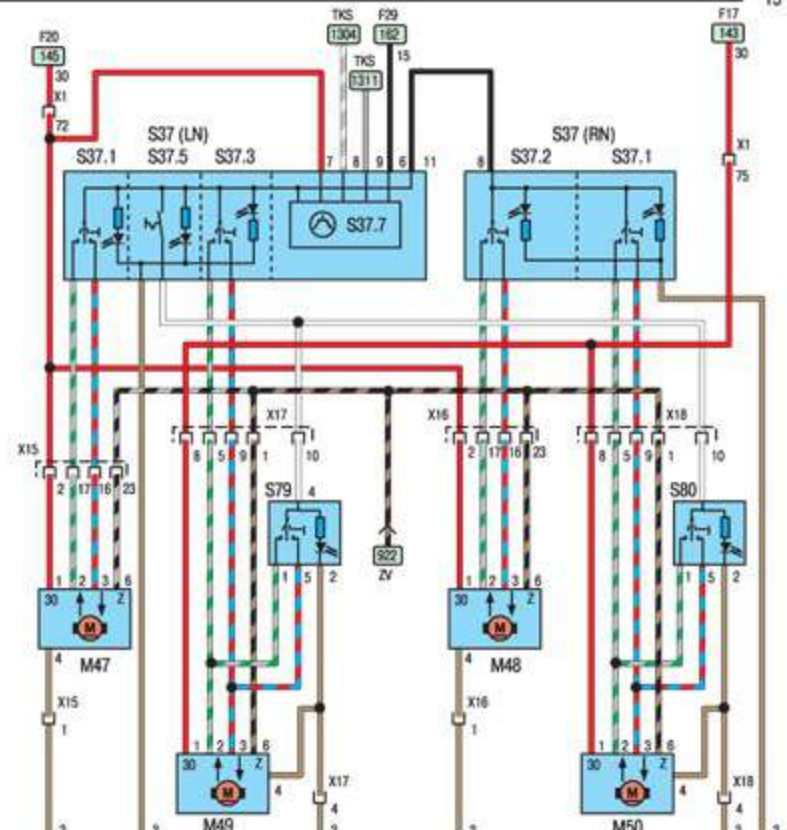 15
F20
145
30
X1
72
TKS
1304
F29
162
15
TKS
1311
F17
143
30
X1
75
S37 (LN)
S37.1 S37.5 S37.3
7 8 9 6 11
S37 (RN)
8 S37.2 S37.1
S37.7
X15
2 17 16 23
X17
8 5 9 1 10
X16
2 17 16 23
X18
8 5 9 1 10
S79 4
1 5 2
922
ZV
S80
1 5 2
1 2 3 6
30 Z
M
4
M47
X15
1
1 2 3 6
30 Z
M
4
M48
X16
1
1 2 3 6
30 Z
M
4
M49
X17
4
1 2 3 6
30 Z
M
4
M50
X18
4